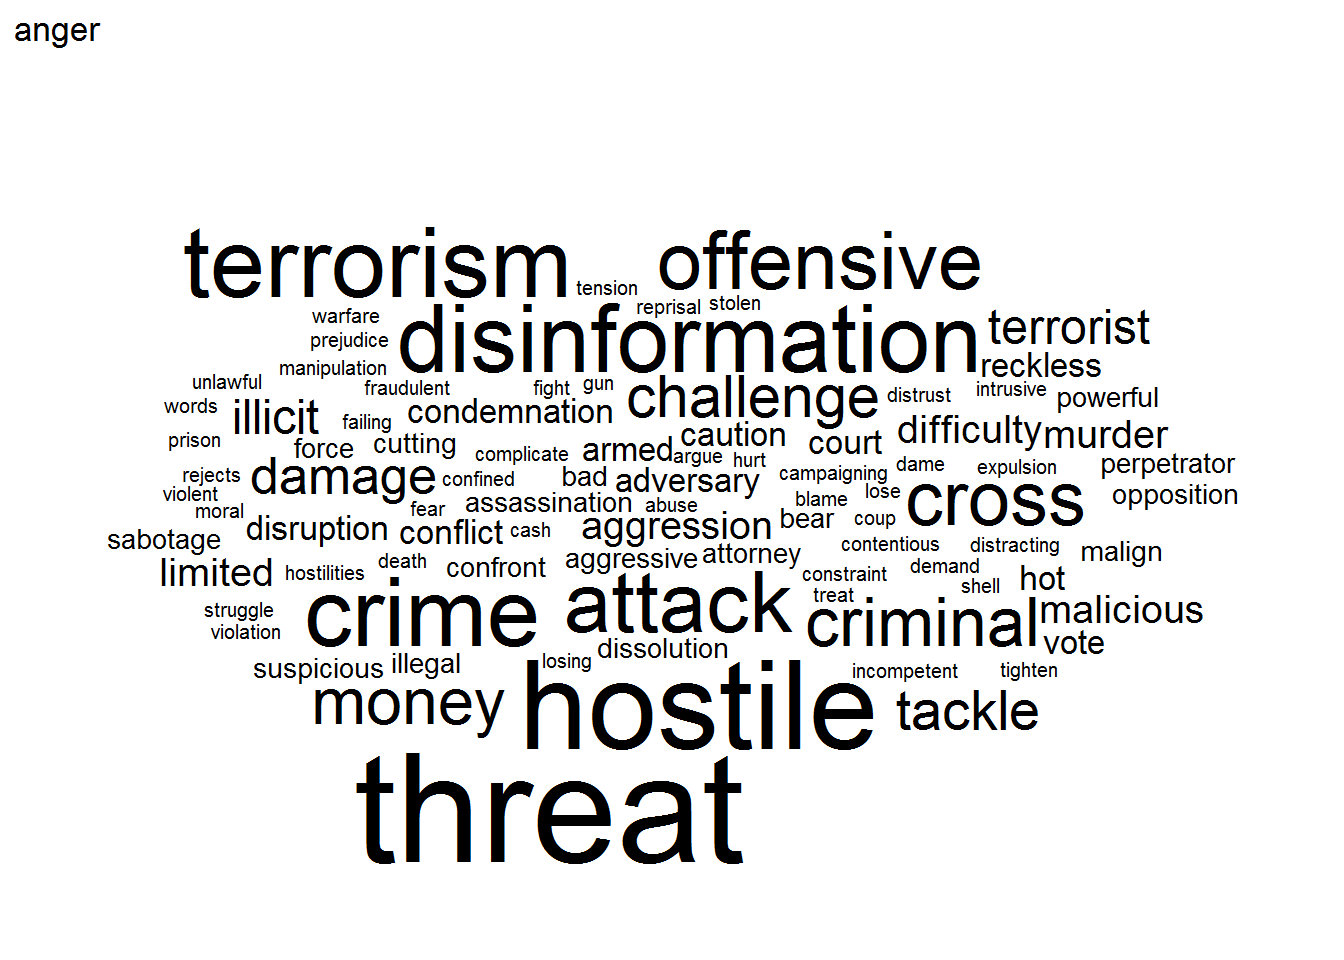 anger
terrorism offensive
tension
reprisal stolen
warfare disinformation terrorist
prejudice
manipulation reckless
unlawful fraudulent fight gun challenge distrust intrusive powerful
words illicit failing condemnation
prison force cutting complicate armed caution court difficulty murder
argue hurt
rejects damage confined bad adversary campaigning dame expulsion perpetrator
violent moral fear assassination abuse blame lose cross opposition
sabotage disruption conflict cash aggression bear coup
limited hostilities death confront aggressive attorney contentious distracting malign
constraint demand
struggle crime attack treat shell hot
violation criminal malicious
vote
suspicious illegal losing dissolution incompetent tighten
money hostile tackle
threat